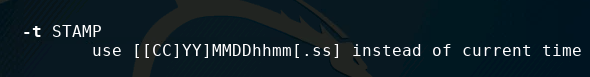 -t STAMP
use [[CC]YY]MMDDhhmm[.ss] instead of current time